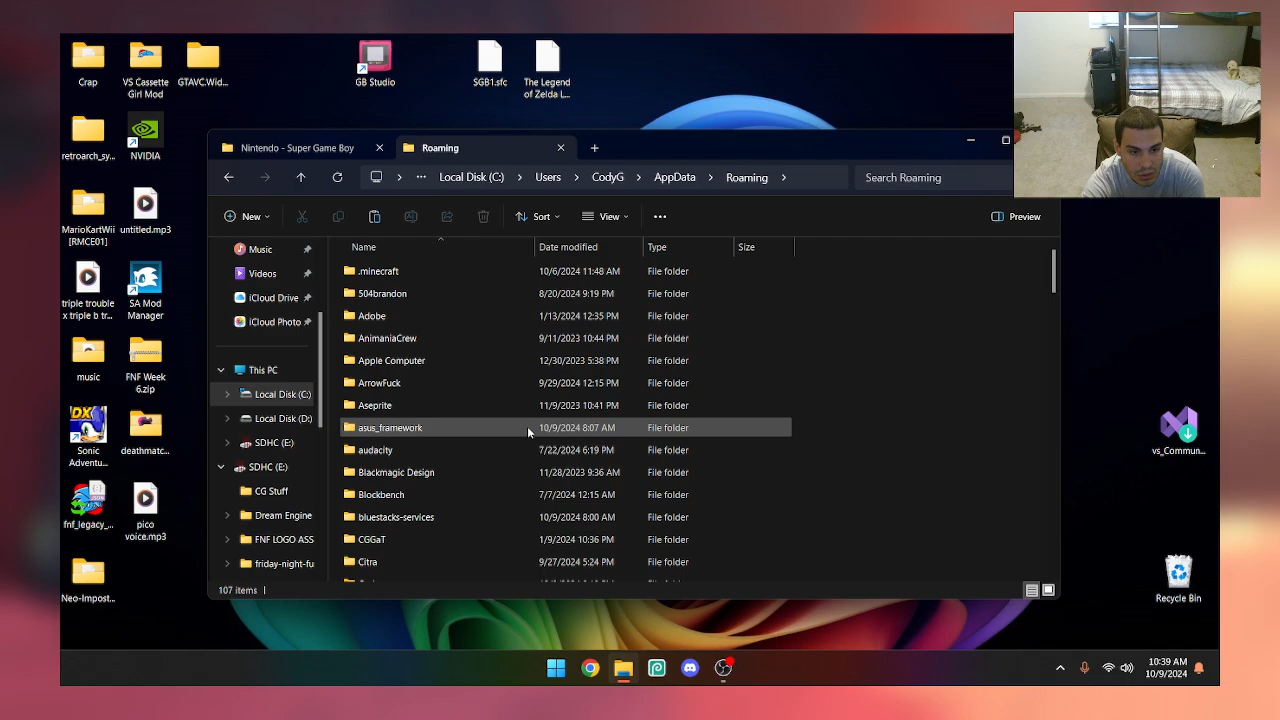 Crap
VS Cassette
Girl Mod
GTAVC.Wid...
GB Studio
SGB1.sfc
The Legend
of Zelda L...
retroarch_sy...
NVIDIA
MarioKartWii
[RMCE01]
untitled.mp3
triple trouble
x triple b tr...
SA Mod
Manager
music
FNF Week
6.zip
DX
Sonic
Adventu...
deathmatc...
fnf_legacy_...
pico
voice.mp3
Neo-Impost...
Nintendo - Super Game Boy
Roaming
Local Disk (C:)
Users
CodyG
AppData
Roaming
Search Roaming
New
Sort
View
Preview
Name
Date modified
Type
Size
Music
Videos
iCloud Drive
iCloud Photo
This PC
Local Disk (C:)
Local Disk (D:)
SDHC (E:)
SDHC (E:)
CG Stuff
Dream Engine
FNF LOGO ASS
friday-night-fu
.minecraft 10/6/2024 11:48 AM File folder
504brandon 8/20/2024 9:19 PM File folder
Adobe 1/13/2024 12:35 PM File folder
AnimaniaCrew 9/11/2023 10:44 PM File folder
Apple Computer 12/30/2023 5:38 PM File folder
ArrowFuck 9/29/2024 12:15 PM File folder
Aseprite 11/9/2023 10:41 PM File folder
asus_framework 10/9/2024 8:07 AM File folder
audacity 7/22/2024 6:19 PM File folder
Blackmagic Design 11/28/2023 9:36 AM File folder
Blockbench 7/7/2024 12:15 AM File folder
bluestacks-services 10/9/2024 8:00 AM File folder
CGGaT 1/9/2024 10:36 PM File folder
Citra 9/27/2024 5:24 PM File folder
107 items
vs_Commun...
Recycle Bin
10:39 AM
10/9/2024